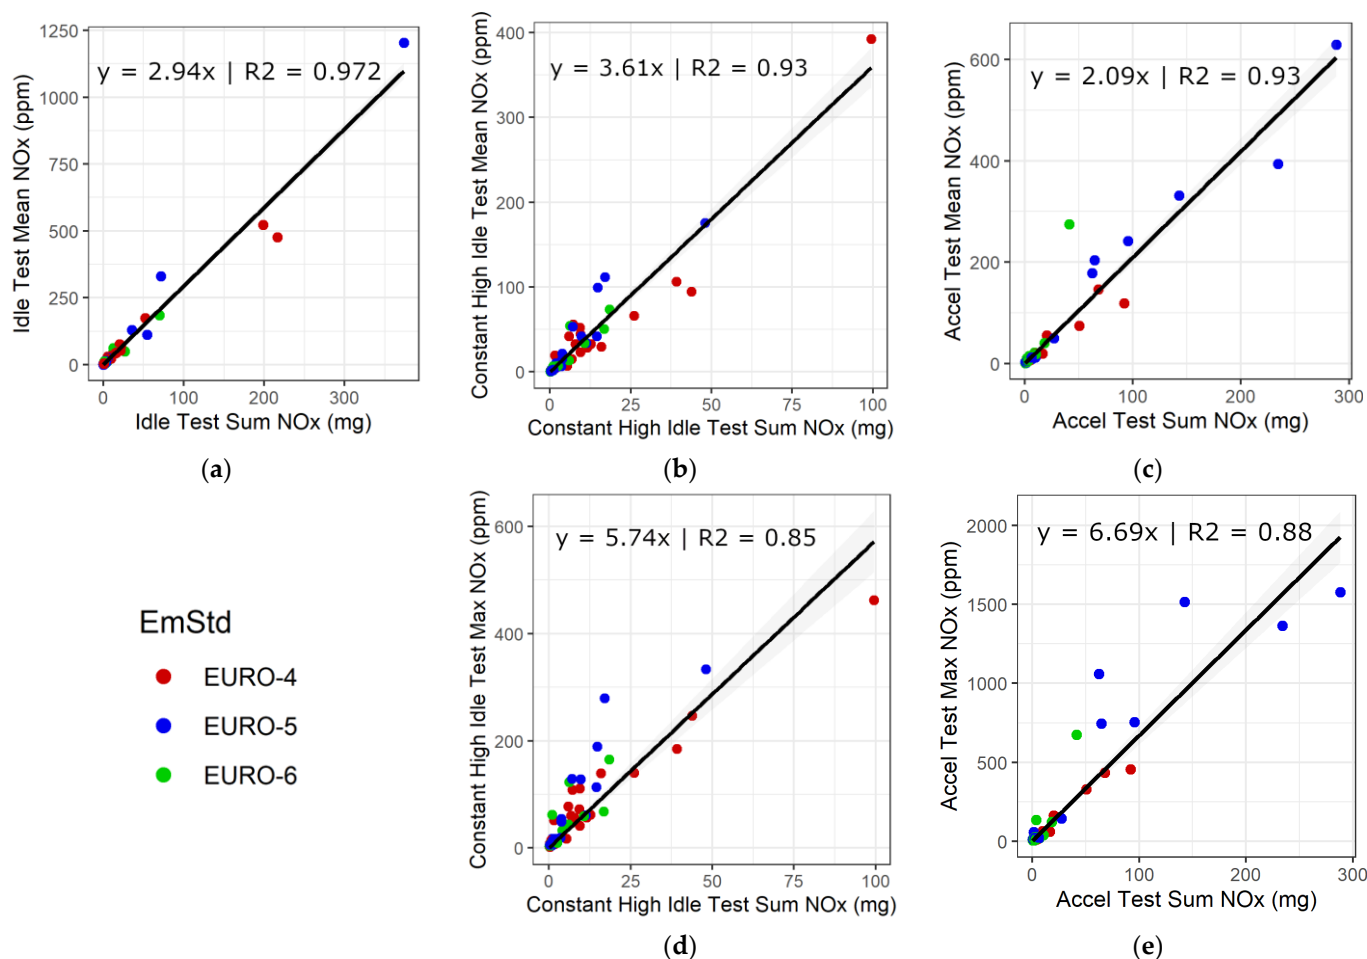 Idle Test Mean NOx (ppm)
1250
1000
750
500
250
0
y = 2.94x | R2 = 0.972
0 100 200 300
Idle Test Sum NOx (mg)
(a)
Constant High Idle Test Mean NOx (ppm)
400
300
200
100
0
y = 3.61x | R2 = 0.93
0 25 50 75 100
Constant High Idle Test Sum NOx (mg)
(b)
Accel Test Mean NOx (ppm)
600
400
200
0
y = 2.09x | R2 = 0.93
0 100 200 300
Accel Test Sum NOx (mg)
(c)
EmStd
EURO-4
EURO-5
EURO-6
Constant High Idle Test Max NOx (ppm)
600
400
200
0
y = 5.74x | R2 = 0.85
0 25 50 75 100
Constant High Idle Test Sum NOx (mg)
(d)
Accel Test Max NOx (ppm)
2000
1500
1000
500
0
y = 6.69x | R2 = 0.88
0 100 200 300
Accel Test Sum NOx (mg)
(e)